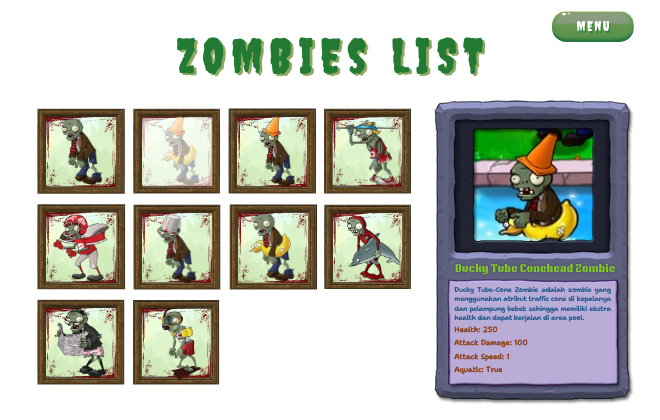 MENU
ZOMBIES LIST
Ducky Tube Conehead Zombie
Ducky Tube-Cone Zombie adalah zombie yang
menggunakan atribut traffic cone di kepalanya
dan pelampung bebek sehingga memiliki ekstra
health dan dapat berjalan di area pool.
Health: 250
Attack Damage: 100
Attack Speed: 1
Aquatic: True